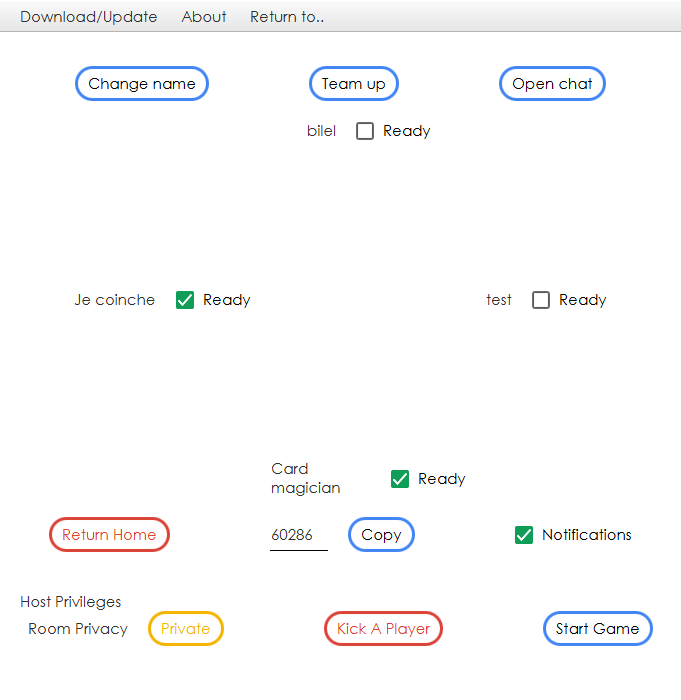 Download/Update About Return to..
Change name Team up Open chat
bilel Ready
Je coinche Ready test Ready
Card
magician Ready
Return Home 60286 Copy Notifications
Host Privileges
Room Privacy Private Kick A Player Start Game